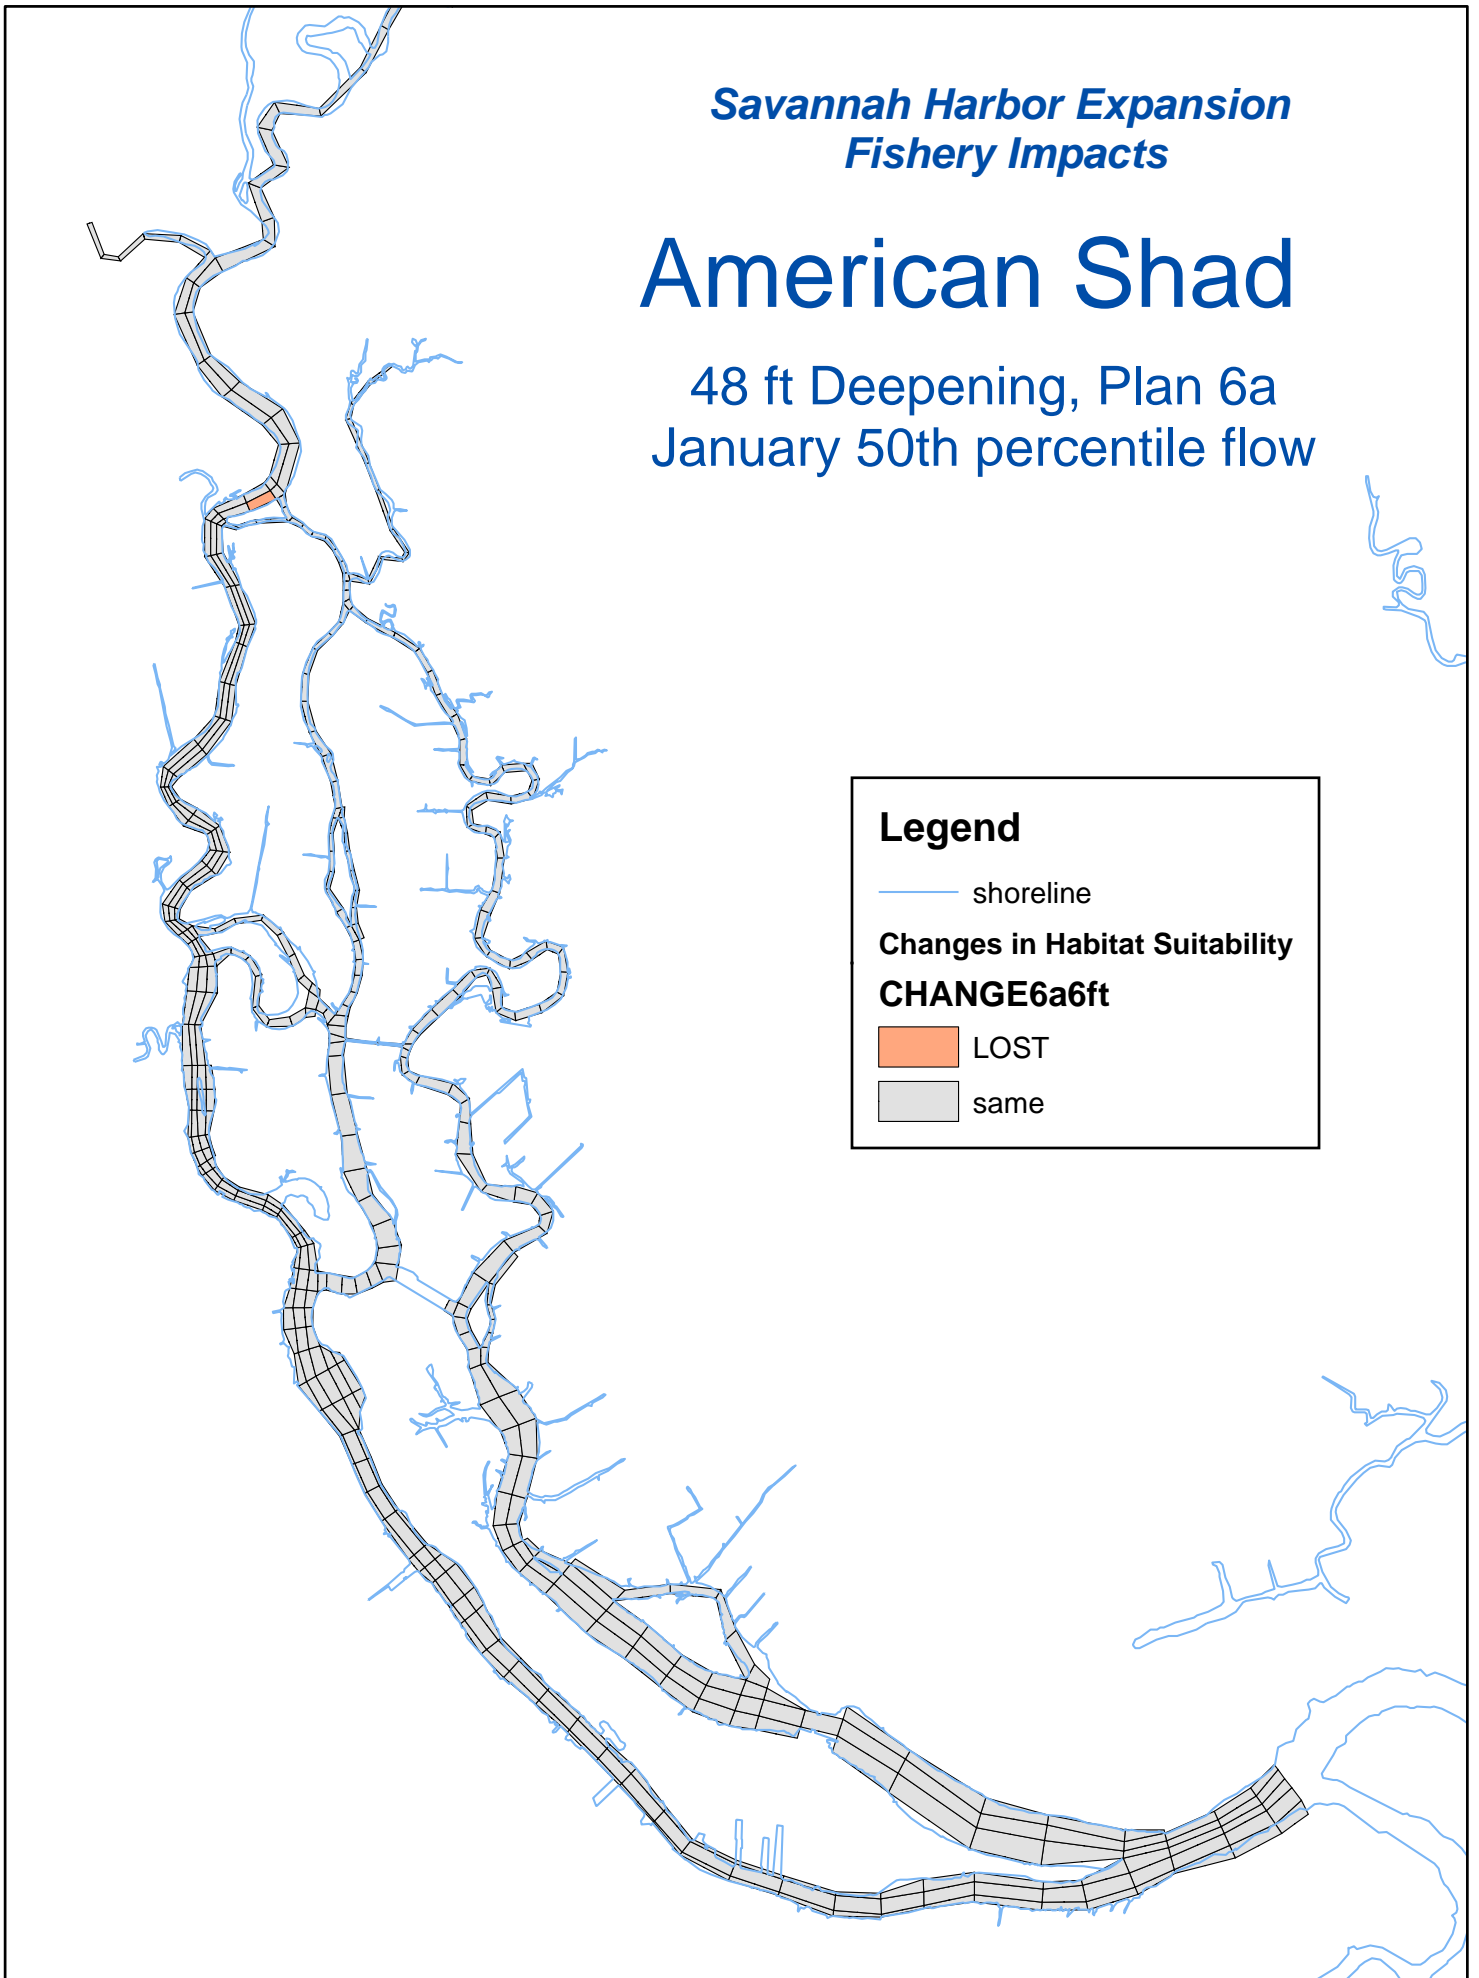 Savannah Harbor Expansion
Fishery Impacts
American Shad
48 ft Deepening, Plan 6a
January 50th percentile flow
Legend
shoreline
Changes in Habitat Suitability
CHANGE6a6ft
LOST
same